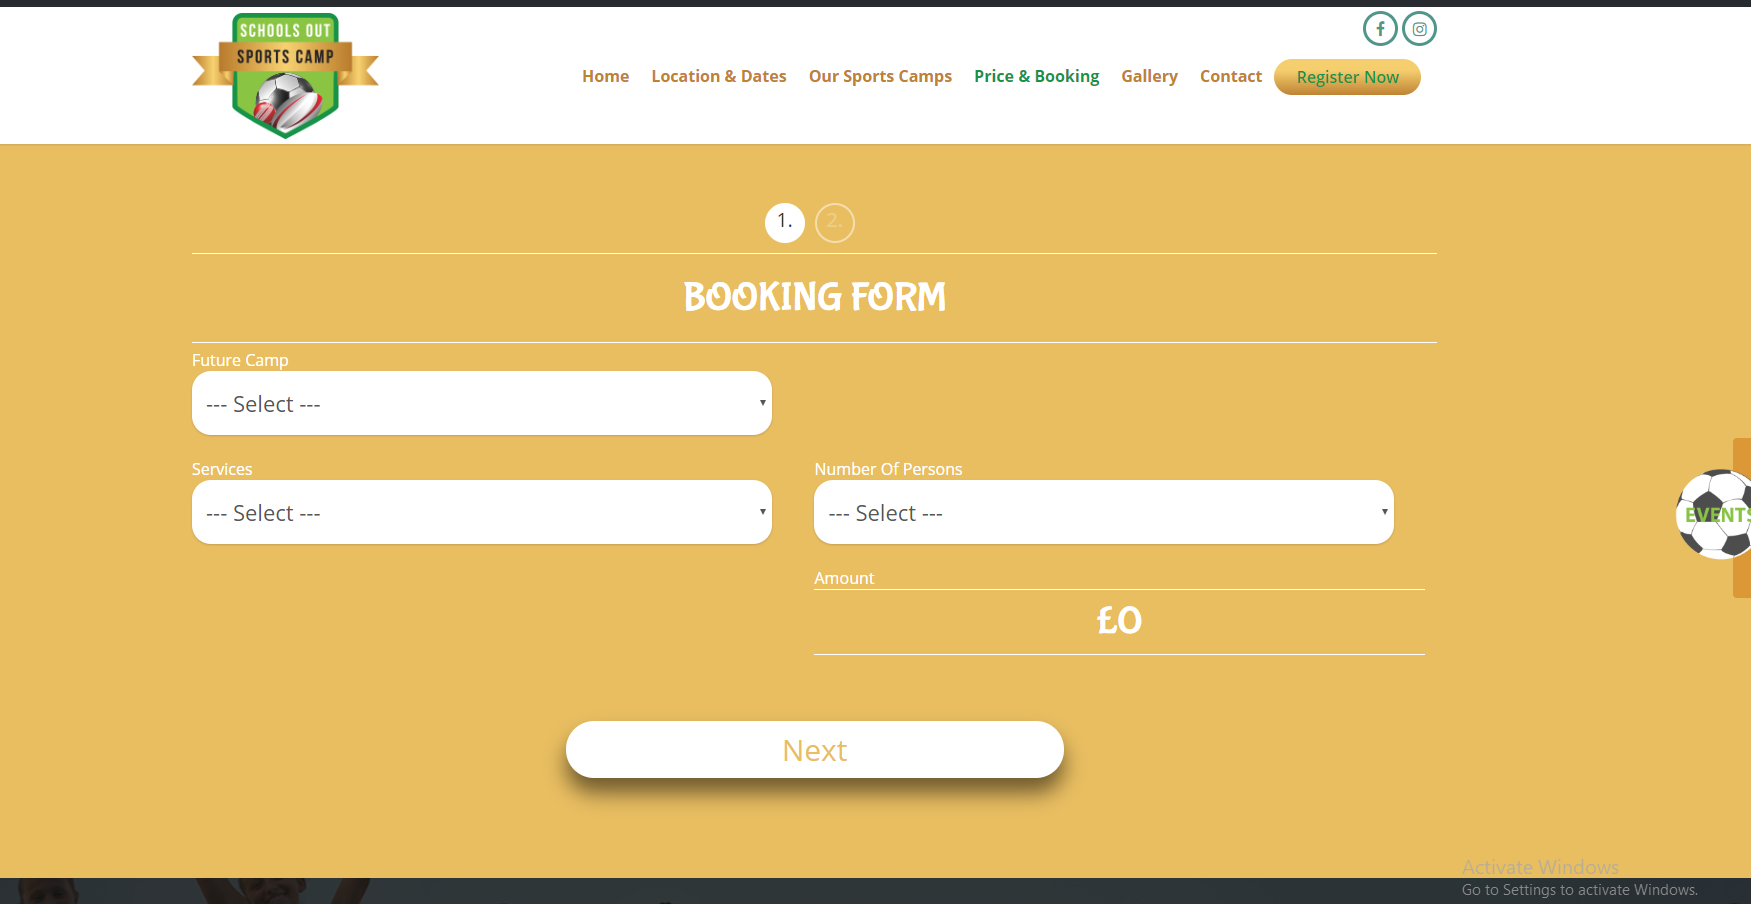 SCHOOLS OUT
SPORTS CAMP
Home Location & Dates Our Sports Camps Price & Booking Gallery Contact Register Now
1. 2.
BOOKING FORM
Future Camp
--- Select ---
Services Number Of Persons
--- Select --- --- Select ---
EVENTS
Amount
£0
Next
Activate Windows
Go to Settings to activate Windows.